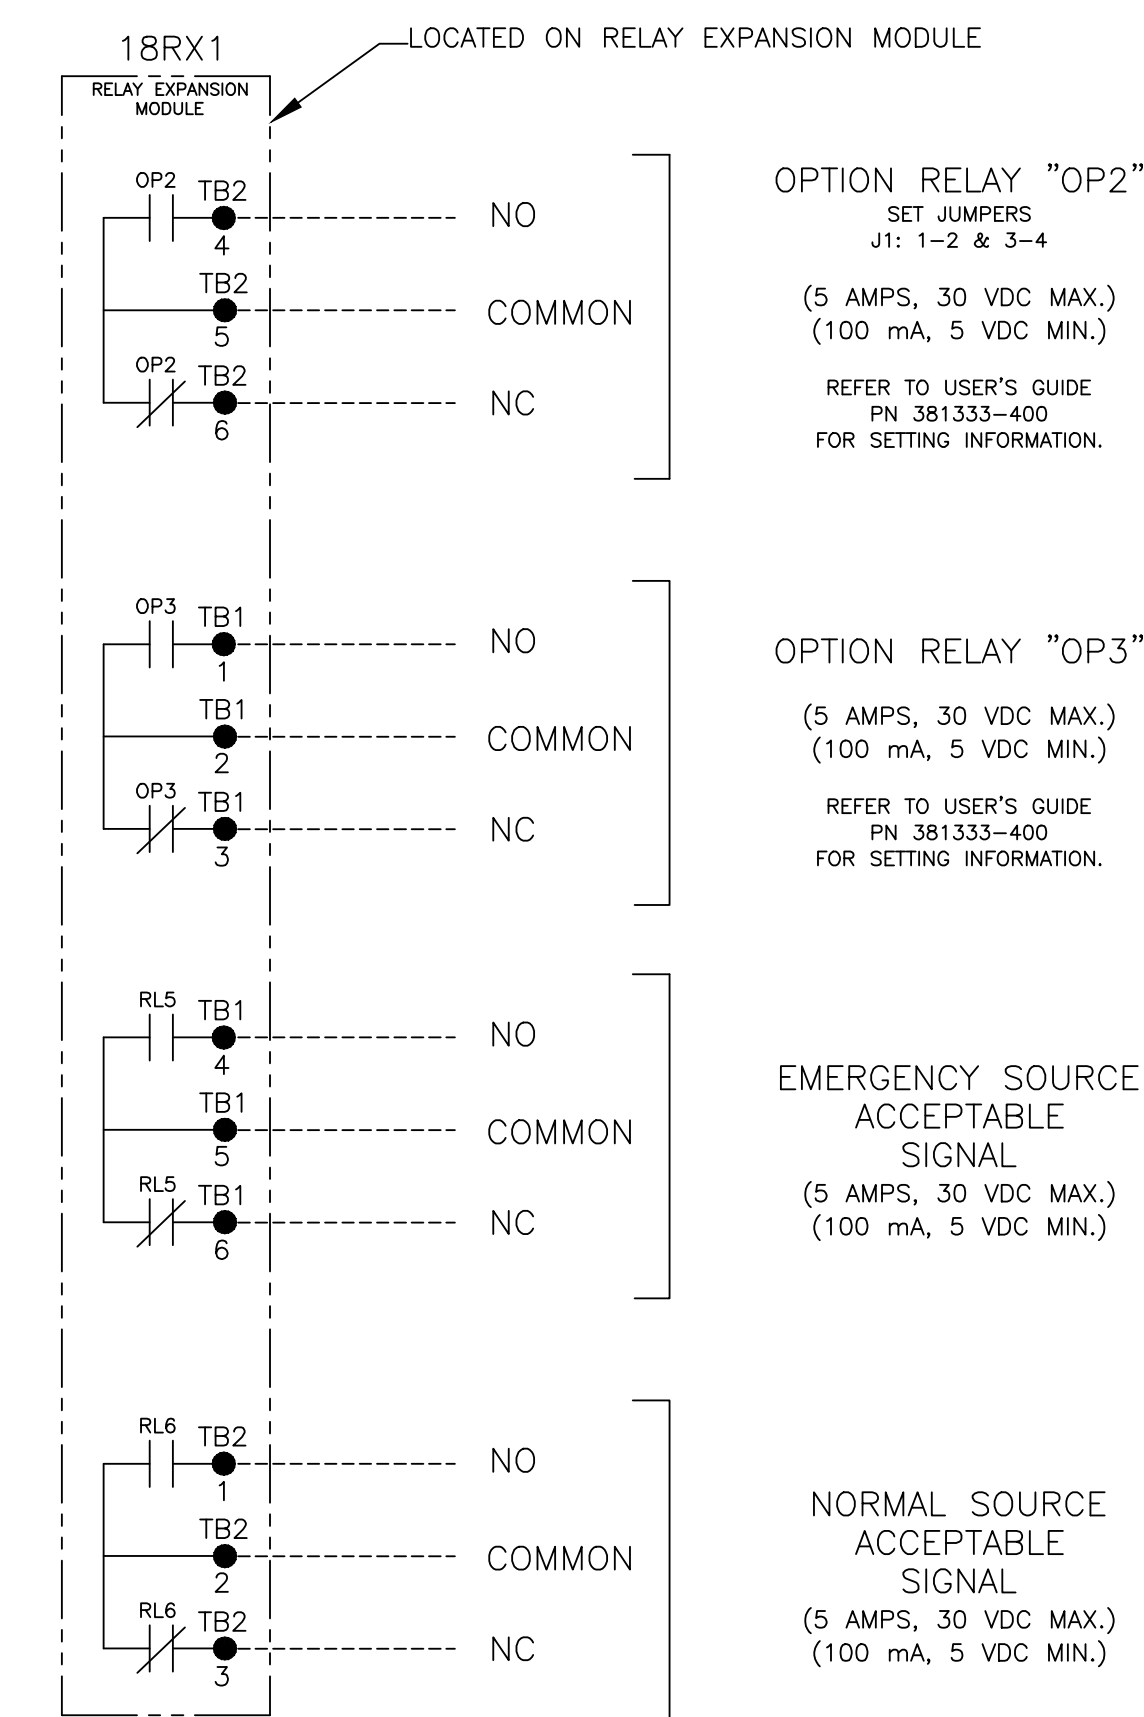 18RX1
LOCATED ON RELAY EXPANSION MODULE
RELAY EXPANSION
MODULE
OP2 TB2
4
NO
TB2
5
COMMON
OP2 TB2
6
NC
OPTION RELAY "OP2"
SET JUMPERS
J1: 1-2 & 3-4
(5 AMPS, 30 VDC MAX.)
(100 mA, 5 VDC MIN.)
REFER TO USER'S GUIDE
PN 381333-400
FOR SETTING INFORMATION.
OP3 TB1
1
NO
TB1
2
COMMON
OP3 TB1
3
NC
OPTION RELAY "OP3"
(5 AMPS, 30 VDC MAX.)
(100 mA, 5 VDC MIN.)
REFER TO USER'S GUIDE
PN 381333-400
FOR SETTING INFORMATION.
RL5 TB1
4
NO
TB1
5
COMMON
RL5 TB1
6
NC
EMERGENCY SOURCE
ACCEPTABLE
SIGNAL
(5 AMPS, 30 VDC MAX.)
(100 mA, 5 VDC MIN.)
RL6 TB2
1
NO
TB2
2
COMMON
RL6 TB2
3
NC
NORMAL SOURCE
ACCEPTABLE
SIGNAL
(5 AMPS, 30 VDC MAX.)
(100 mA, 5 VDC MIN.)